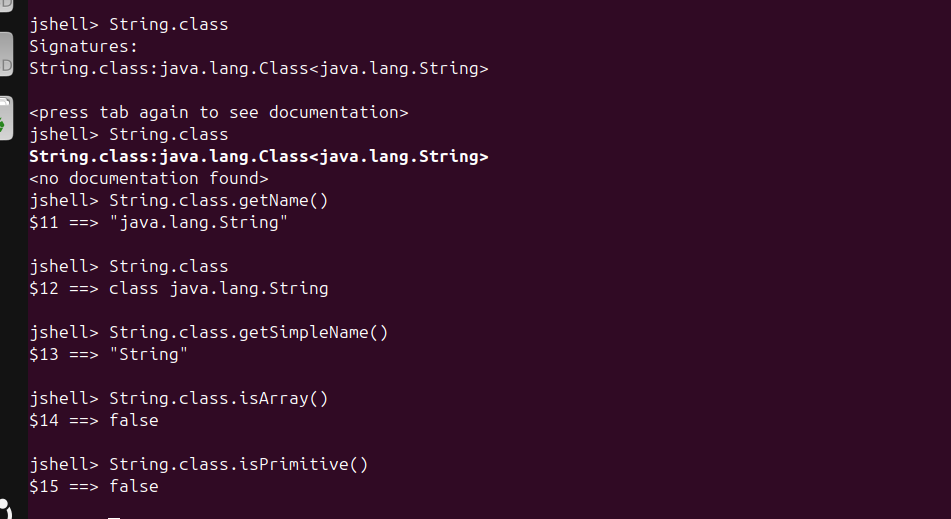 jshell> String.class
Signatures:
String.class:java.lang.Class<java.lang.String>
<press tab again to see documentation>
jshell> String.class
String.class:java.lang.Class<java.lang.String>
<no documentation found>
jshell> String.class.getName()
$11 ==> "java.lang.String"
jshell> String.class
$12 ==> class java.lang.String
jshell> String.class.getSimpleName()
$13 ==> "String"
jshell> String.class.isArray()
$14 ==> false
jshell> String.class.isPrimitive()
$15 ==> false